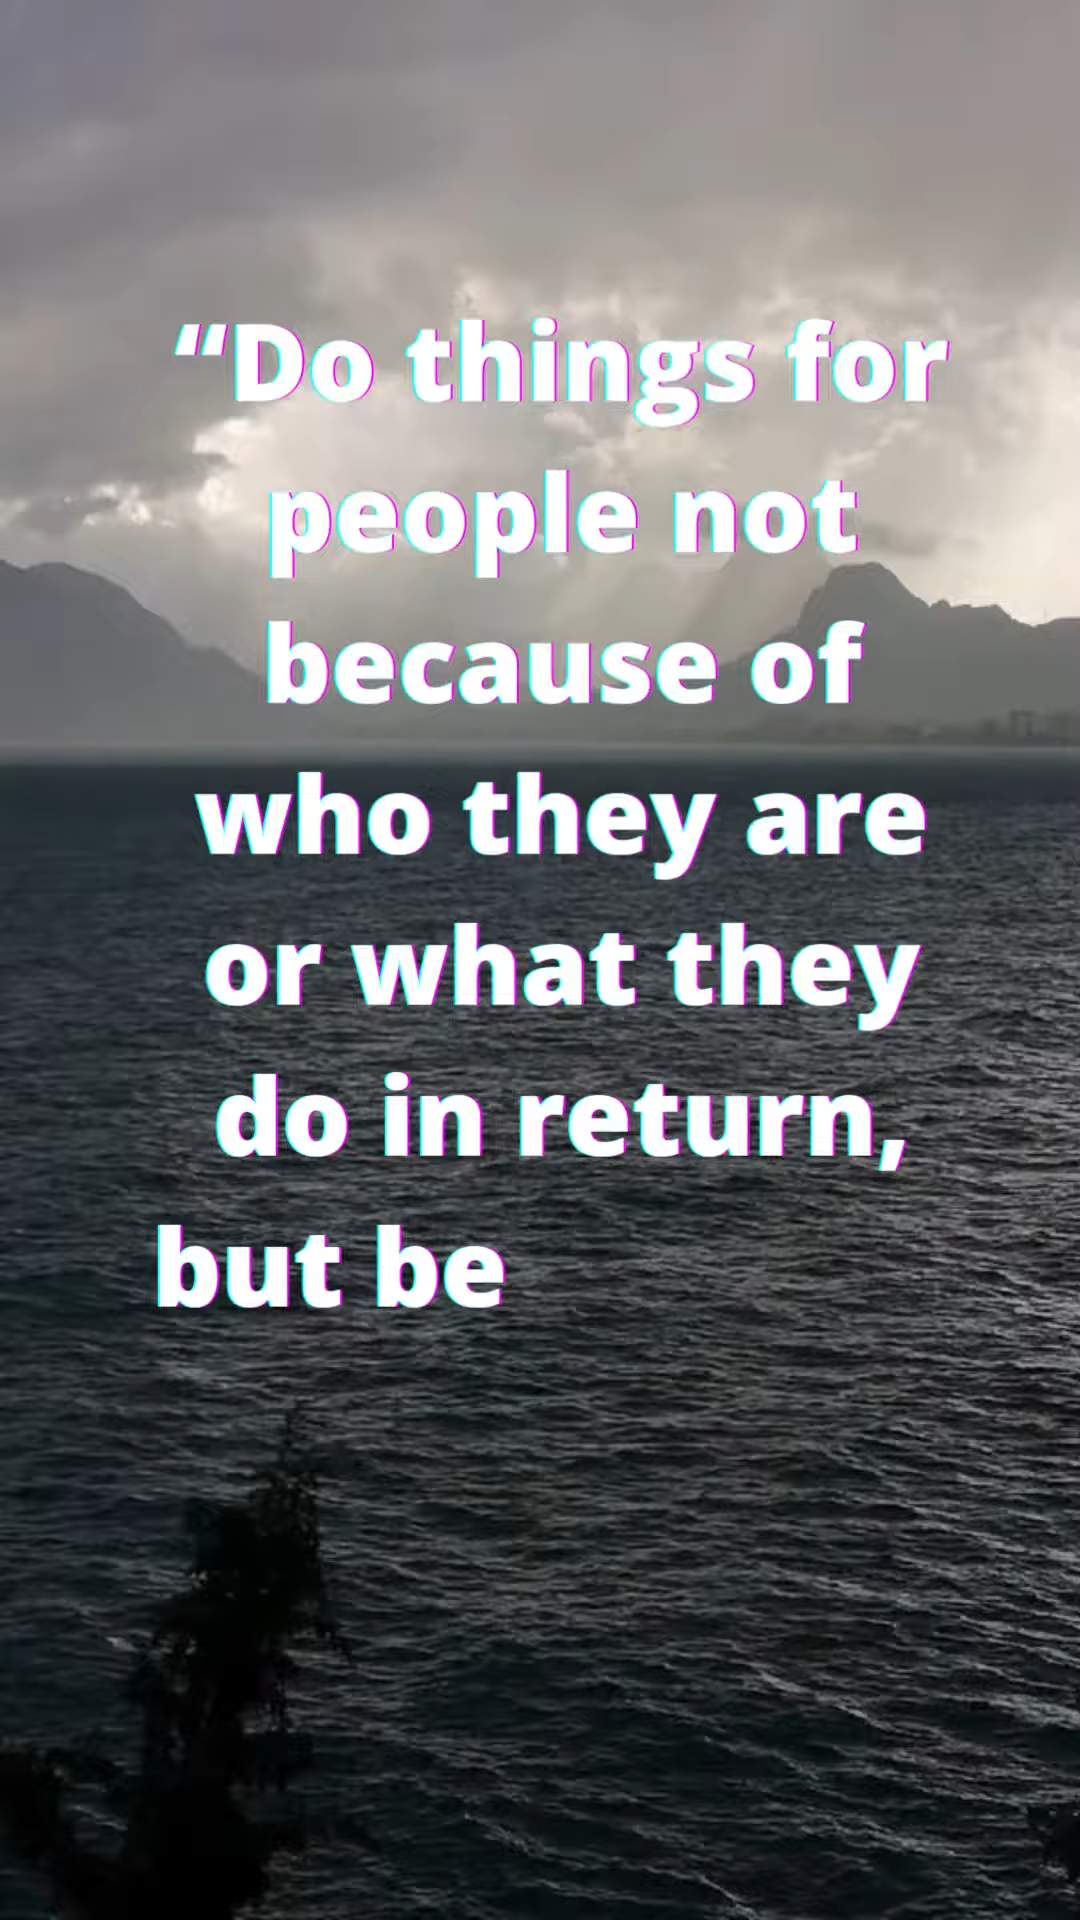 “Do things for
people not
because of
who they are
or what they
do in return,
but be